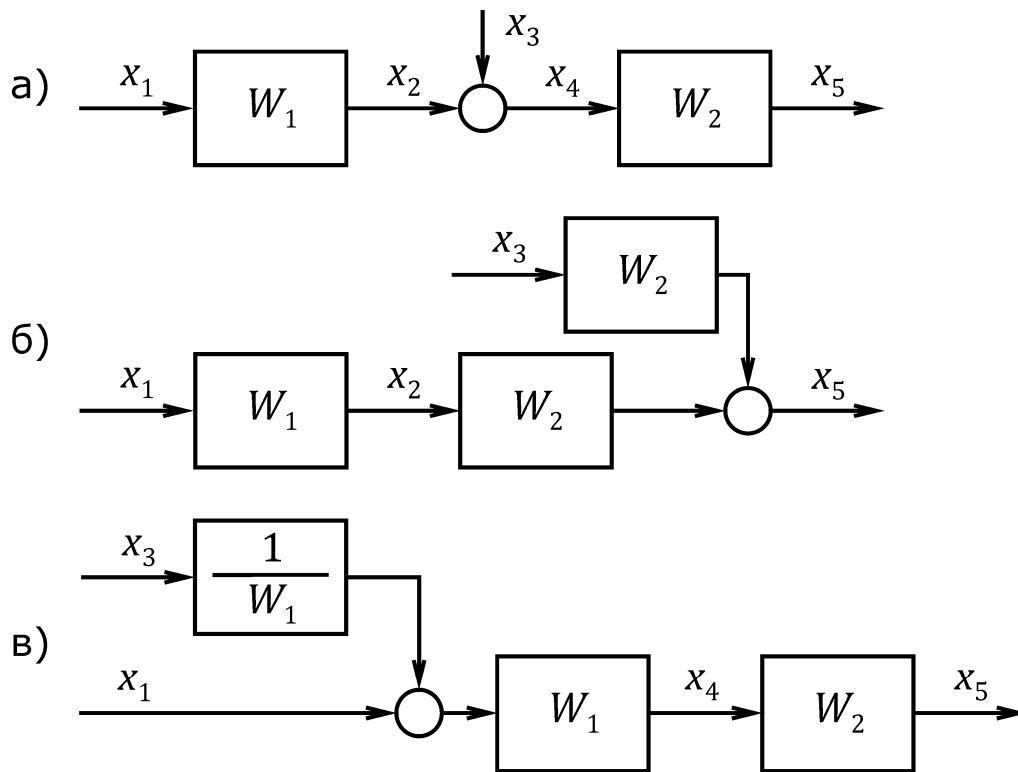 x₃
а) x₁ W₁ x₂ x₄ W₂ x₅
x₃ W₂
б) x₁ W₁ x₂ W₂ x₅
x₃ 1
W₁
в) x₁ W₁ x₄ W₂ x₅